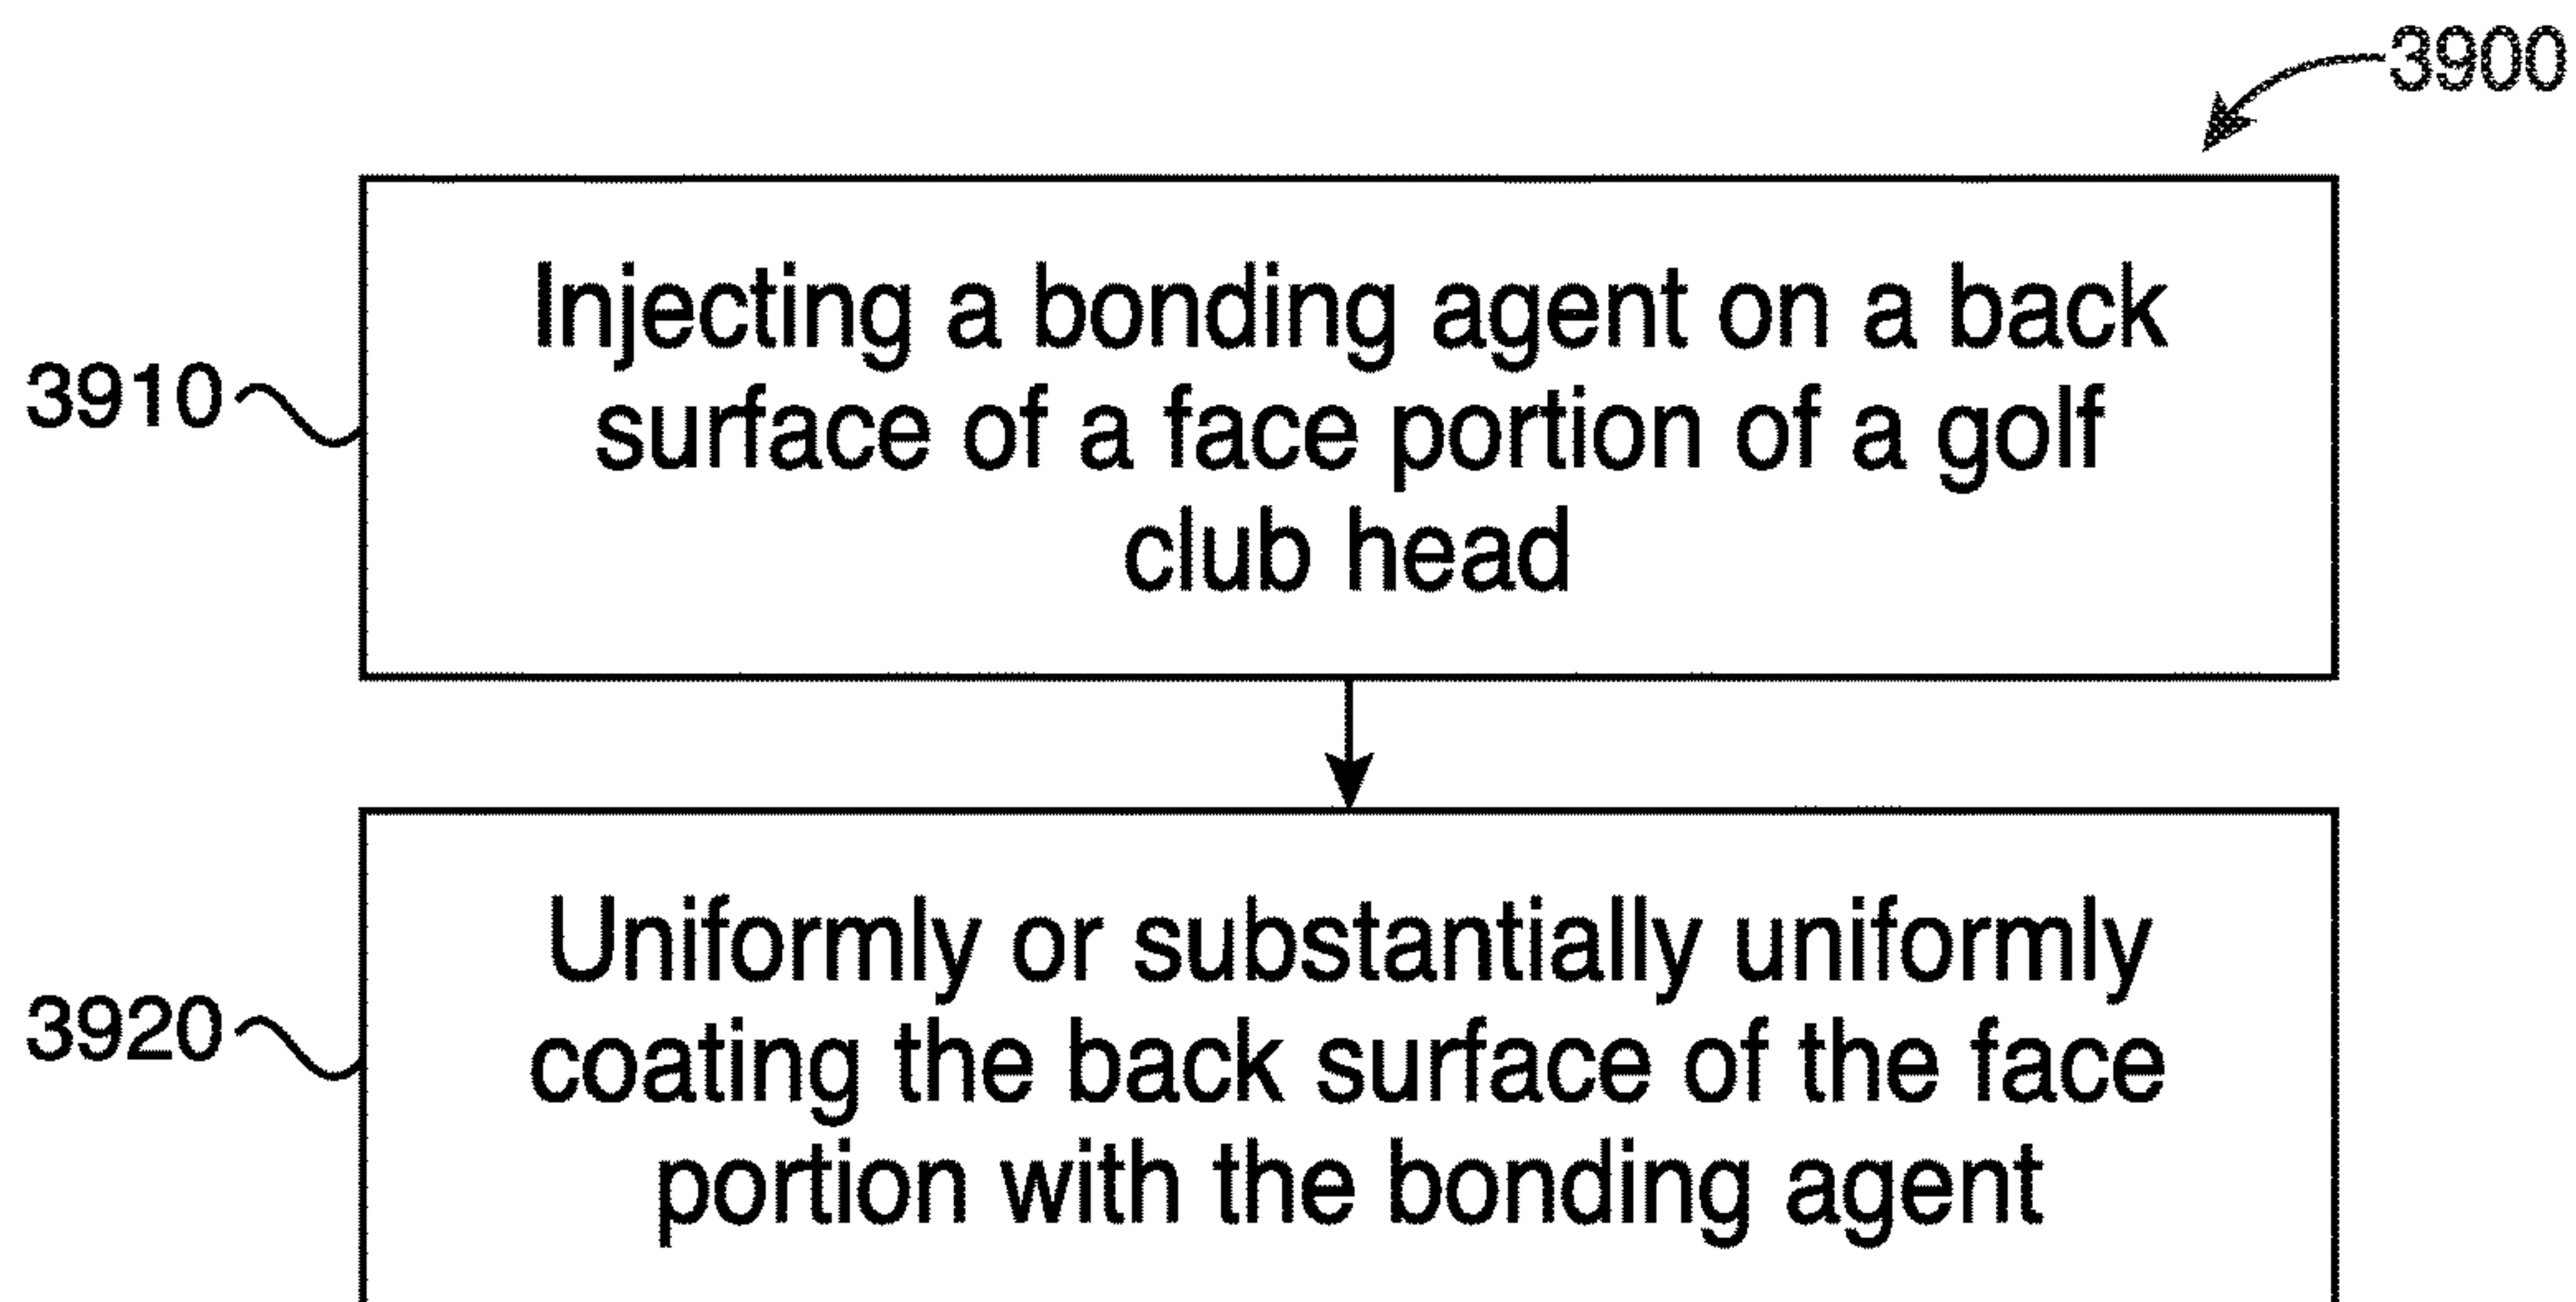 3900
Injecting a bonding agent on a back
3910
surface of a face portion of a golf
club head
Uniformly or substantially uniformly
3920
coating the back surface of the face
portion with the bonding agent